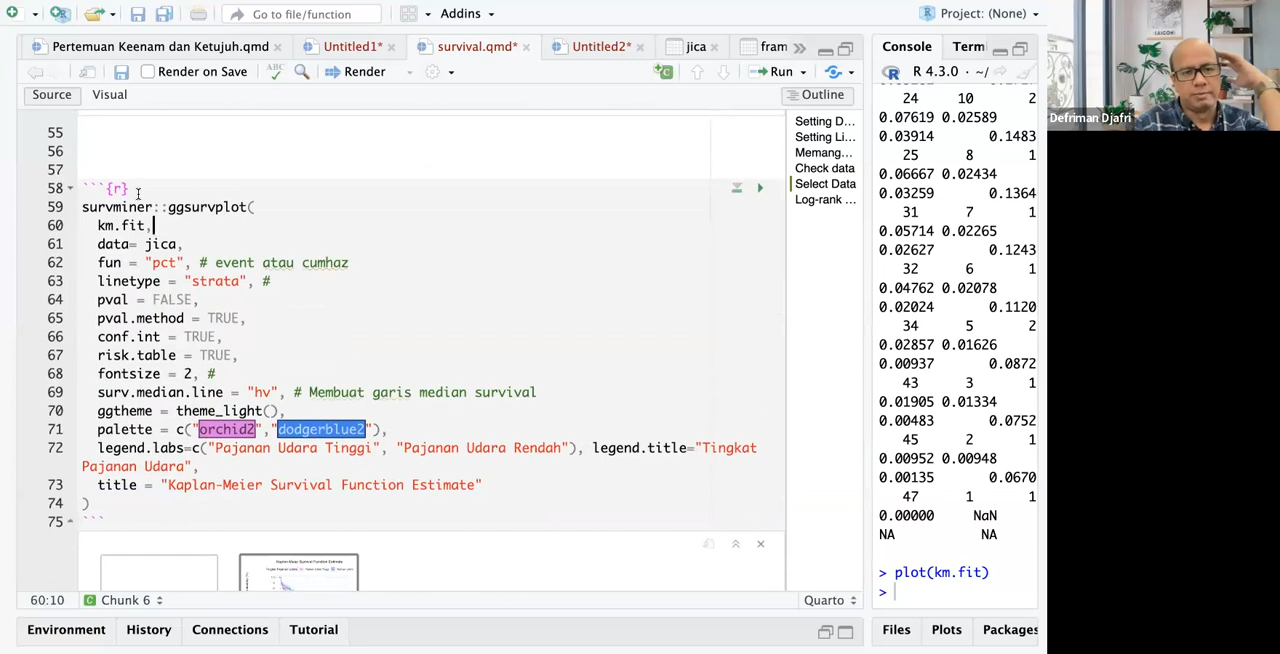 Go to file/function
Addins
Project: (None)
Pertemuan Keenam dan Ketujuh.qmd
Untitled1*
survival.qmd*
Untitled2*
jica
fram
Console
Term
Render on Save
ABC
Render
Run
R 4.3.0 · ~/
Source
Visual
Outline
55
56
57
58 ```{r}
59 survminer::ggsurvplot(
60 km.fit,
61 data= jica,
62 fun = "pct", # event atau cumhaz
63 linetype = "strata", #
64 pval = FALSE,
65 pval.method = TRUE,
66 conf.int = TRUE,
67 risk.table = TRUE,
68 fontsize = 2, #
69 surv.median.line = "hv", # Membuat garis median survival
70 ggtheme = theme_light(),
71 palette = c("orchid2","dodgerblue2"),
72 legend.labs=c("Pajanan Udara Tinggi", "Pajanan Udara Rendah"), legend.title="Tingkat
Pajanan Udara",
73 title = "Kaplan-Meier Survival Function Estimate"
74 )
75 ```
Kaplan-Meier Survival Function Estimate
60:10
Chunk 6
Quarto
Setting D...
Setting Li...
Memang...
Check data
Select Data
Log-rank ...
24 10 2
0.07619 0.02589
0.03914 0.1483
25 8 1
0.06667 0.02434
0.03259 0.1364
31 7 1
0.05714 0.02265
0.02627 0.1243
32 6 1
0.04762 0.02078
0.02024 0.1120
34 5 2
0.02857 0.01626
0.00937 0.0872
43 3 1
0.01905 0.01334
0.00483 0.0752
45 2 1
0.00952 0.00948
0.00135 0.0670
47 1 1
0.00000 NaN
NA NA
> plot(km.fit)
>
Environment
History
Connections
Tutorial
Files
Plots
Packages
SAIGON
Defriman Djafri